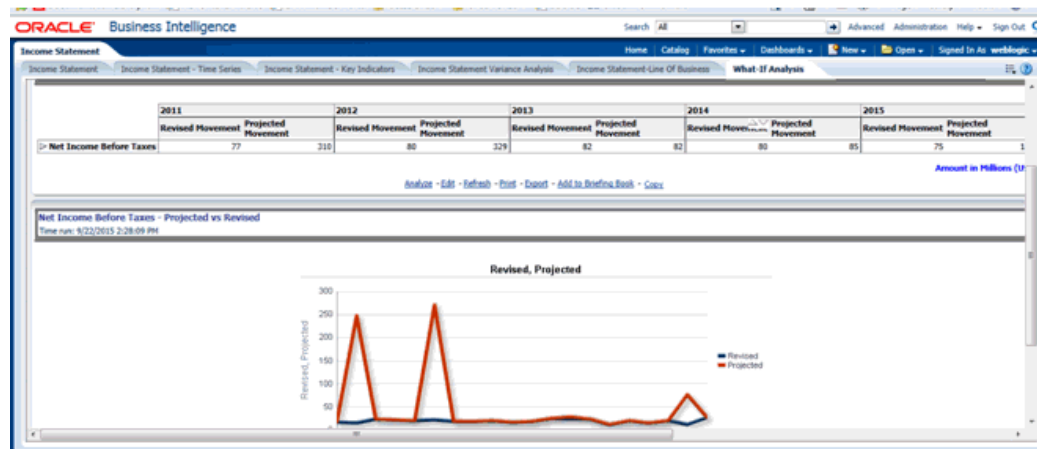 ORACLE' Business Intelligence Search All Advanced Administration Help Sign Out
Income Statement Home Catalog Favorites Dashboards New Open Signed In As weblogic
Income Statement Income Statement - Time Series Income Statement - Key Indicators Income Statement Variance Analysis Income Statement-Line Of Business What-If Analysis
2011 2012 2013 2014 2015
Revised Movement Projected Movement Revised Movement Projected Movement Revised Movement Projected Movement Projected Movement Revised Movement Projected Movement
Net Income Before Taxes 77 310 80 329 82 82 80 85 75 1
Amount in Millions (U
Analyze - Edit - Refresh - Print - Export - Add to Briefing Book - Copy
Net Income Before Taxes - Projected vs Revised
Time run: 9/22/2015 2:28:09 PM
Revised, Projected
Revised, Projected
300
250
200
150
100
50
Revised
Projected